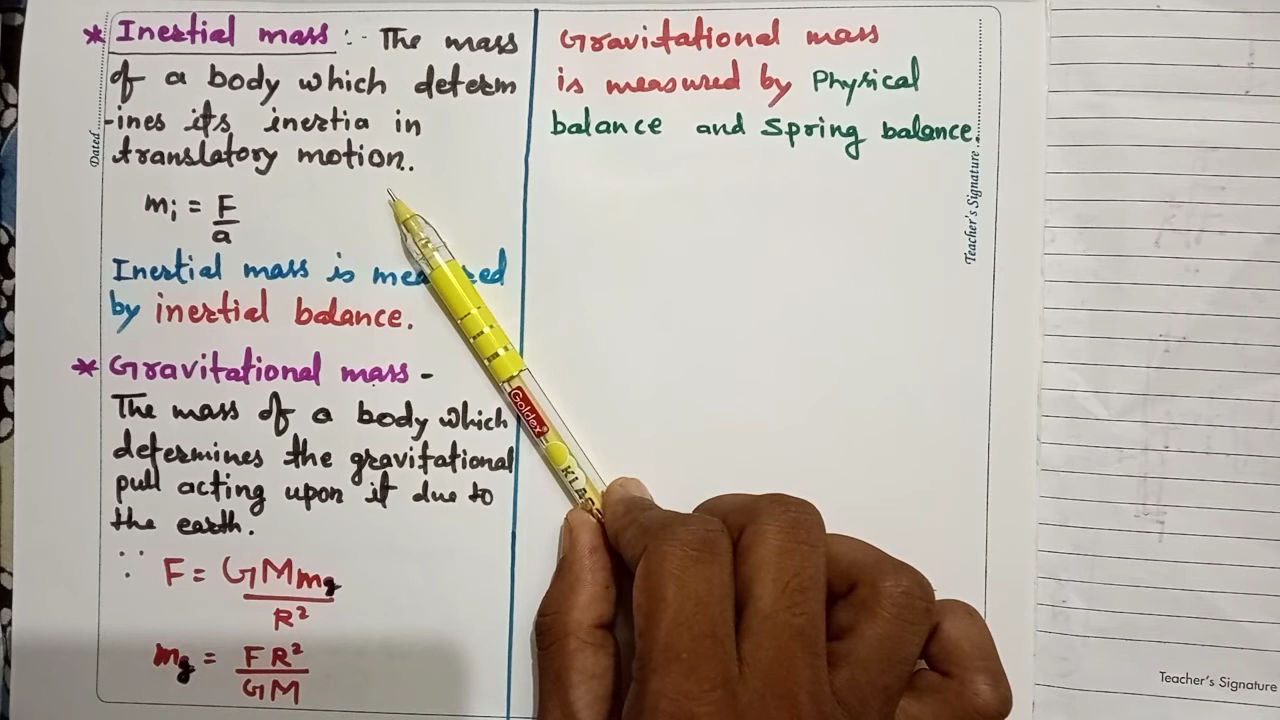 * Inertial mass :- The mass
of a body which determ
-ines its inertia in
translatory motion.
mi = F/a
Inertial mass is
by inertial balance.
* Gravitational mass -
The mass of a body which
determines the gravitational
pull acting upon it due to
the earth.
∵ F = GMmg/R²
mg = FR²/GM
Gravitational mass
is measured by Physical
balance and Spring balance.
Dated
Teacher's Signature
Goldex
Teacher's Signature